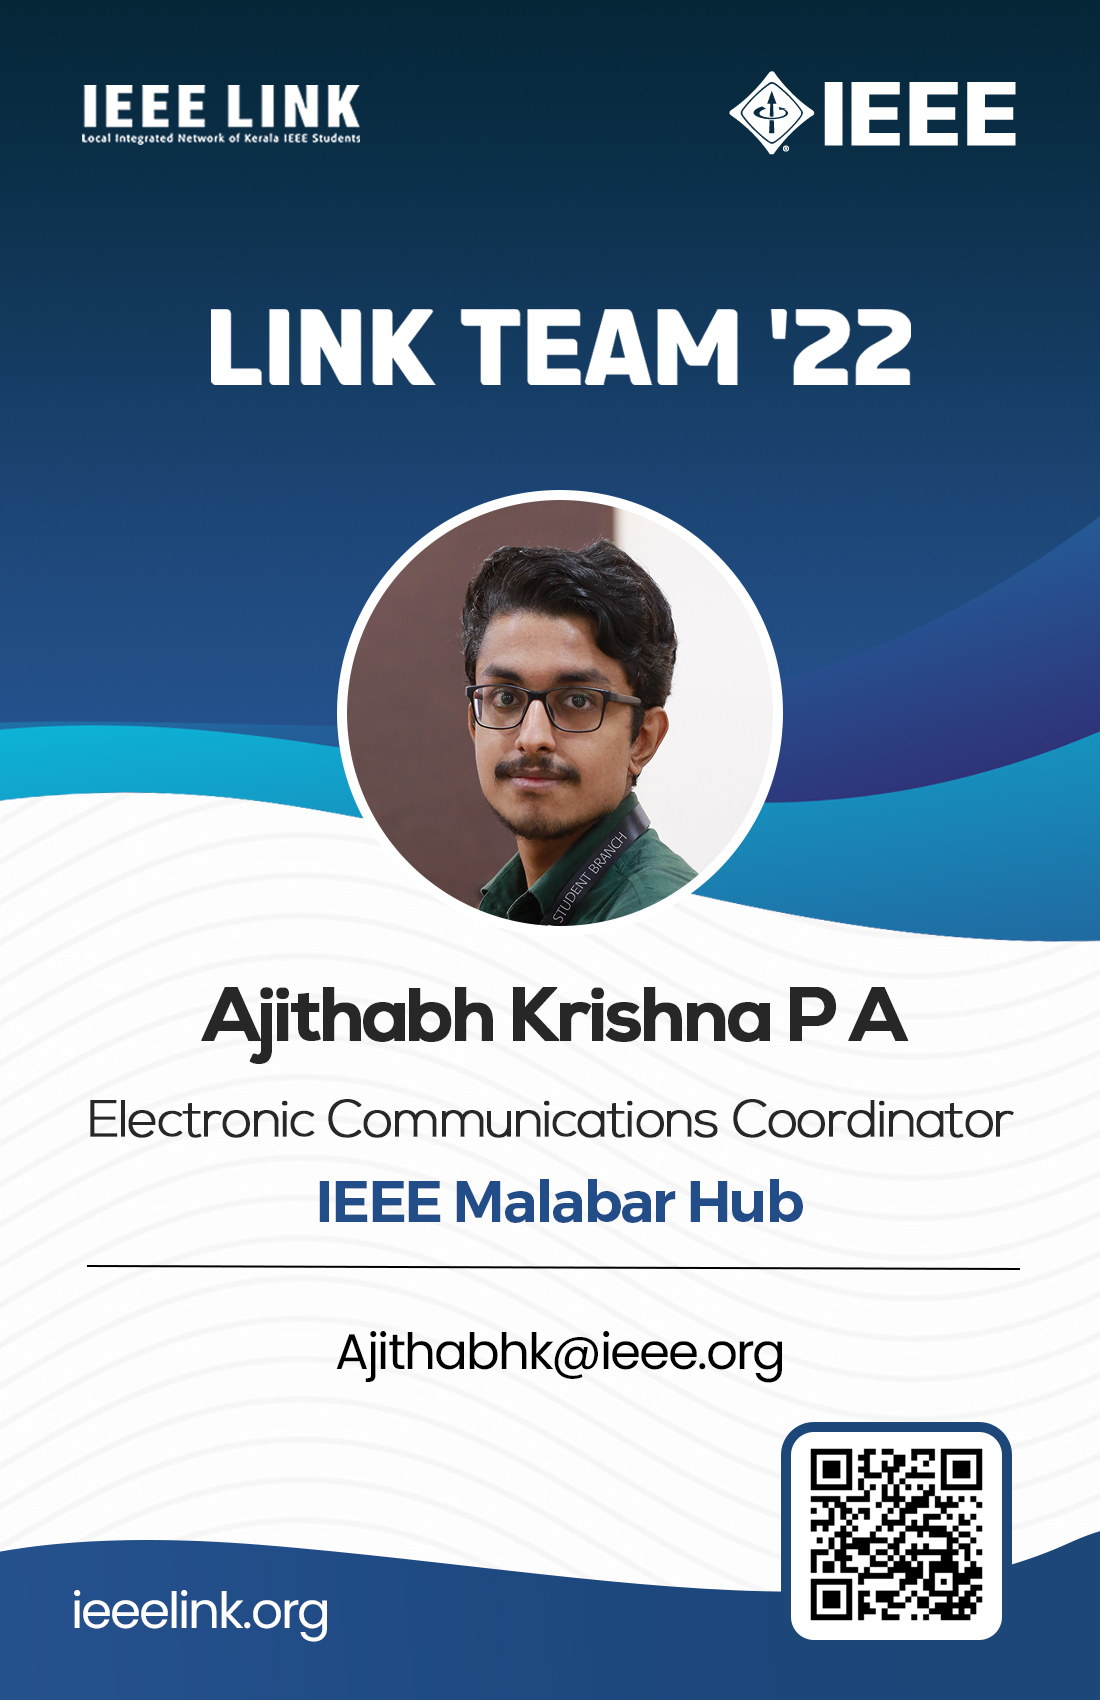 IEEE LINK
Local Integrated Network of Kerala IEEE Students
IEEE
®
LINK TEAM '22
STUDENT BRANCH
Ajithabh Krishna P A
Electronic Communications Coordinator
IEEE Malabar Hub
Ajithabhk@ieee.org
ieeelink.org